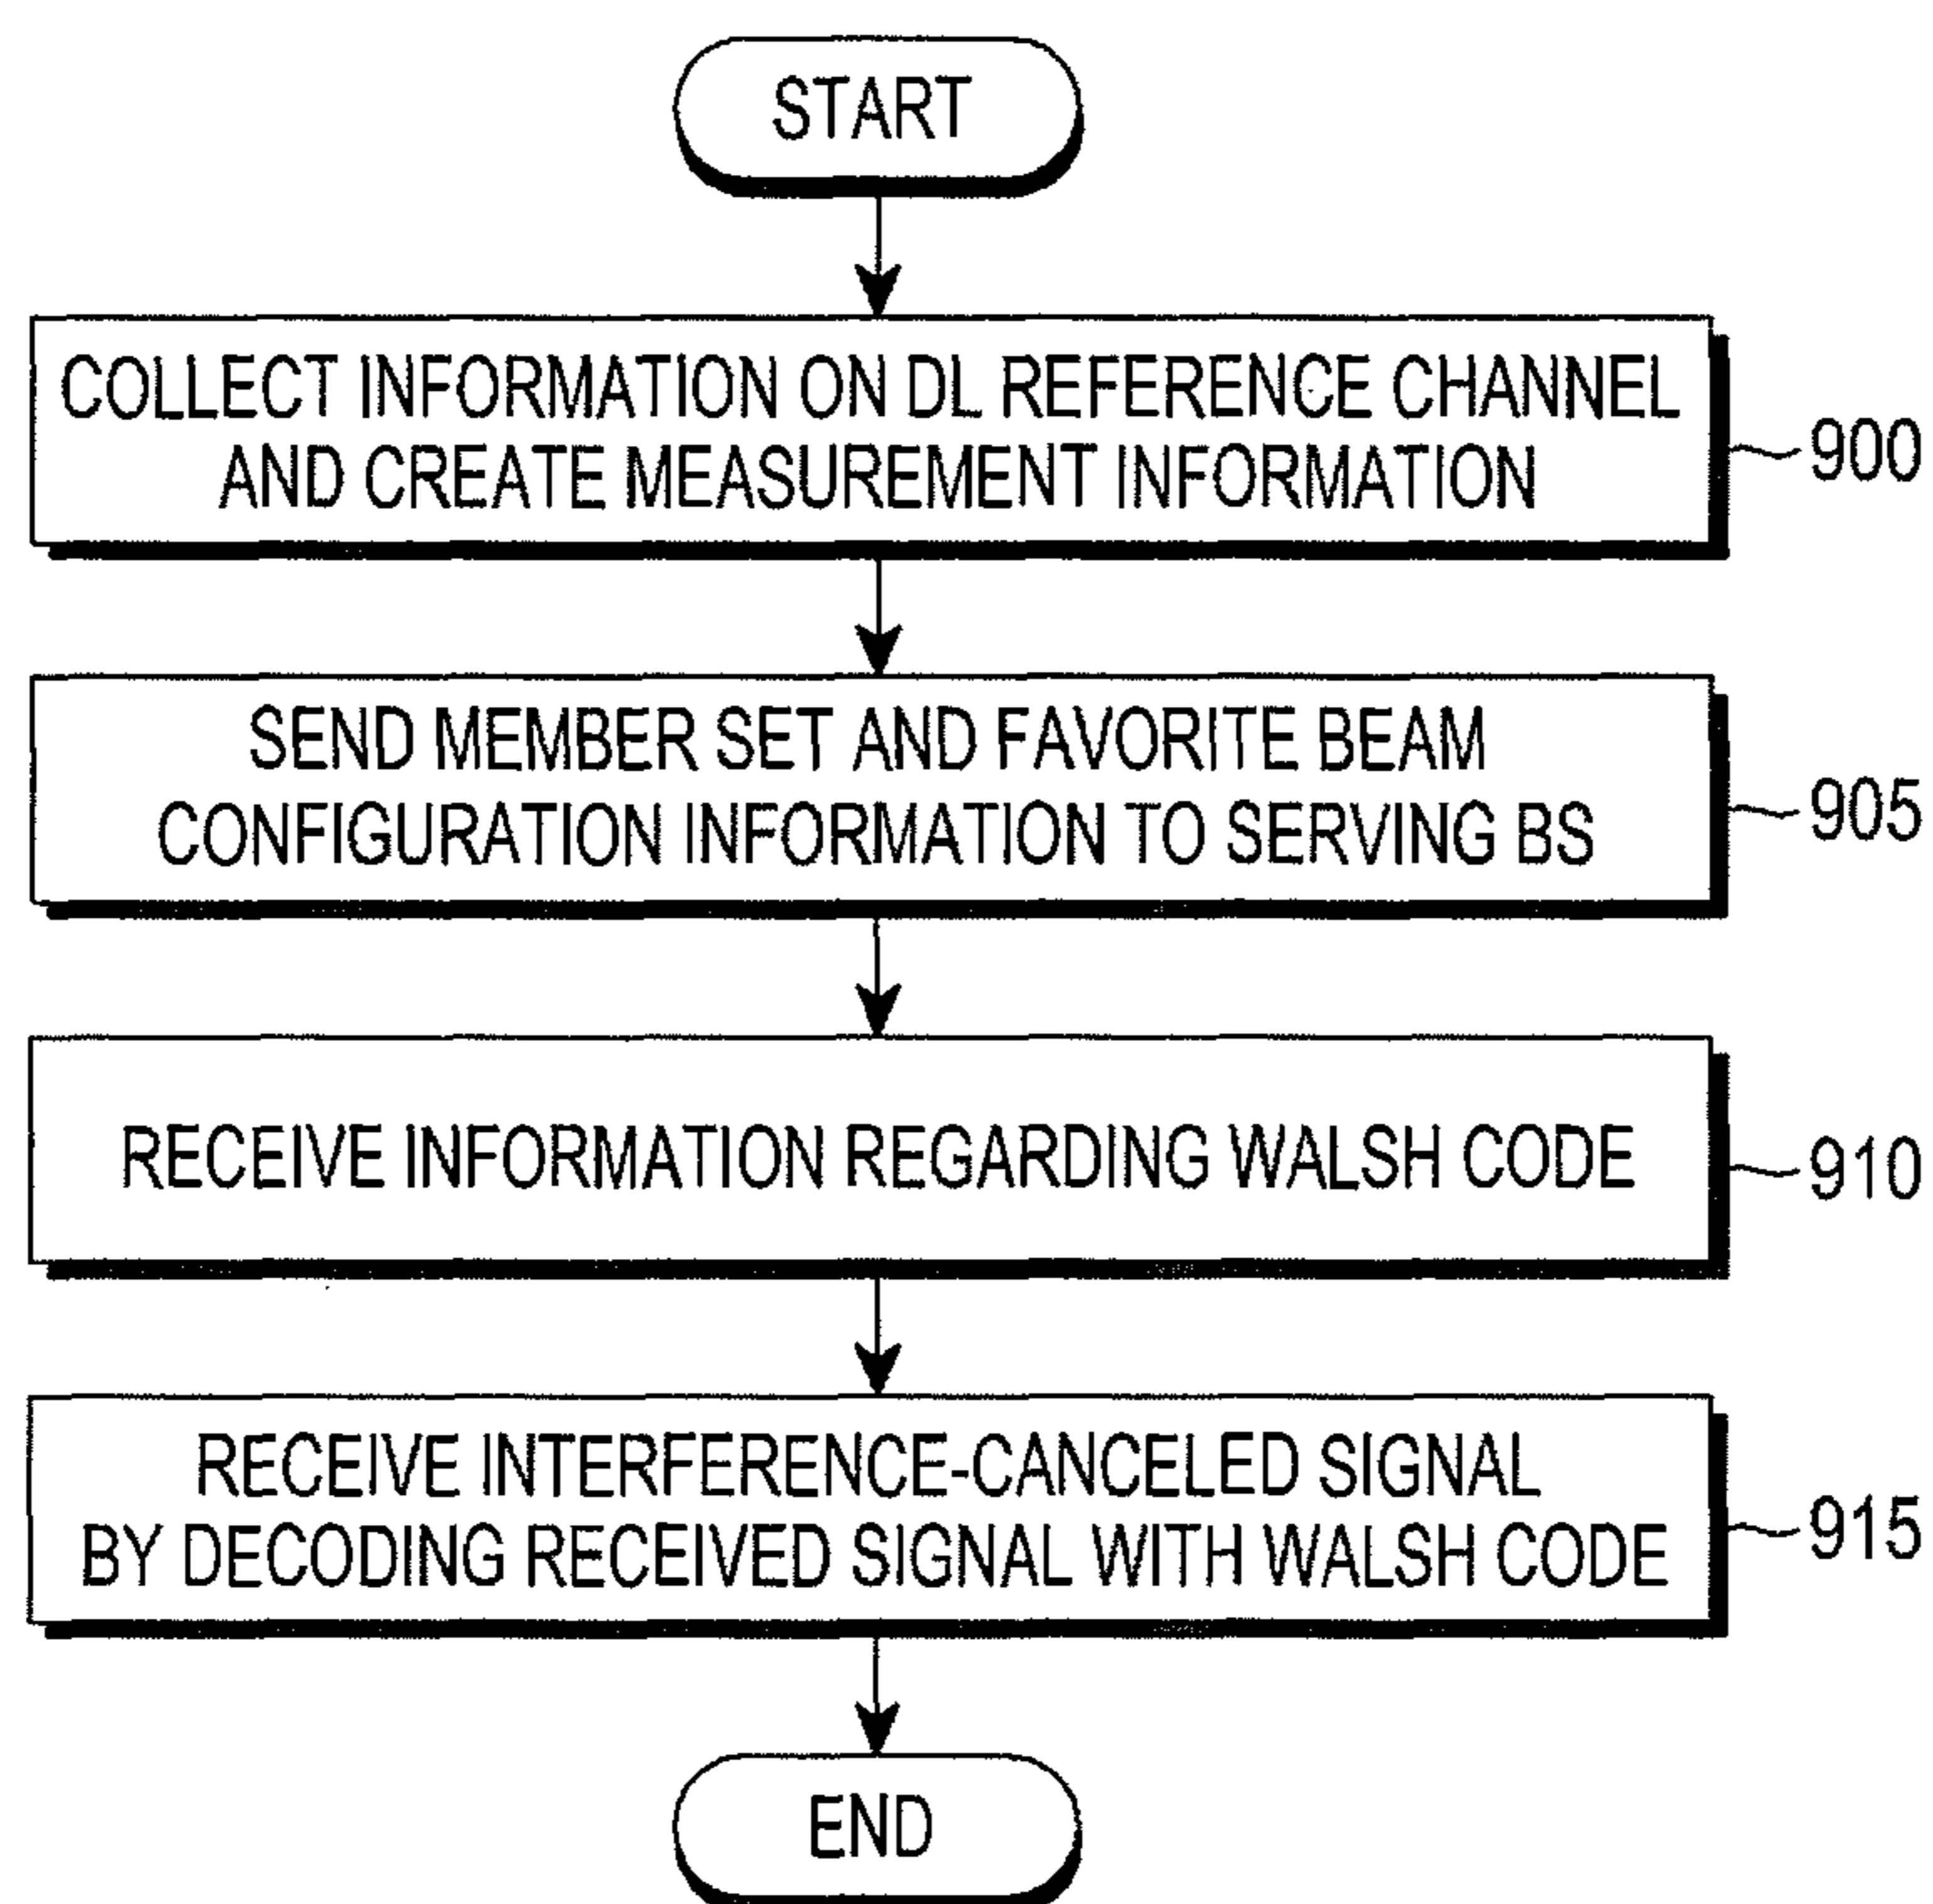 START
COLLECT INFORMATION ON DL REFERENCE CHANNEL
AND CREATE MEASUREMENT INFORMATION
900
SEND MEMBER SET AND FAVORITE BEAM
CONFIGURATION INFORMATION TO SERVING BS
905
RECEIVE INFORMATION REGARDING WALSH CODE
910
RECEIVE INTERFERENCE-CANCELED SIGNAL
BY DECODING RECEIVED SIGNAL WITH WALSH CODE
915
END